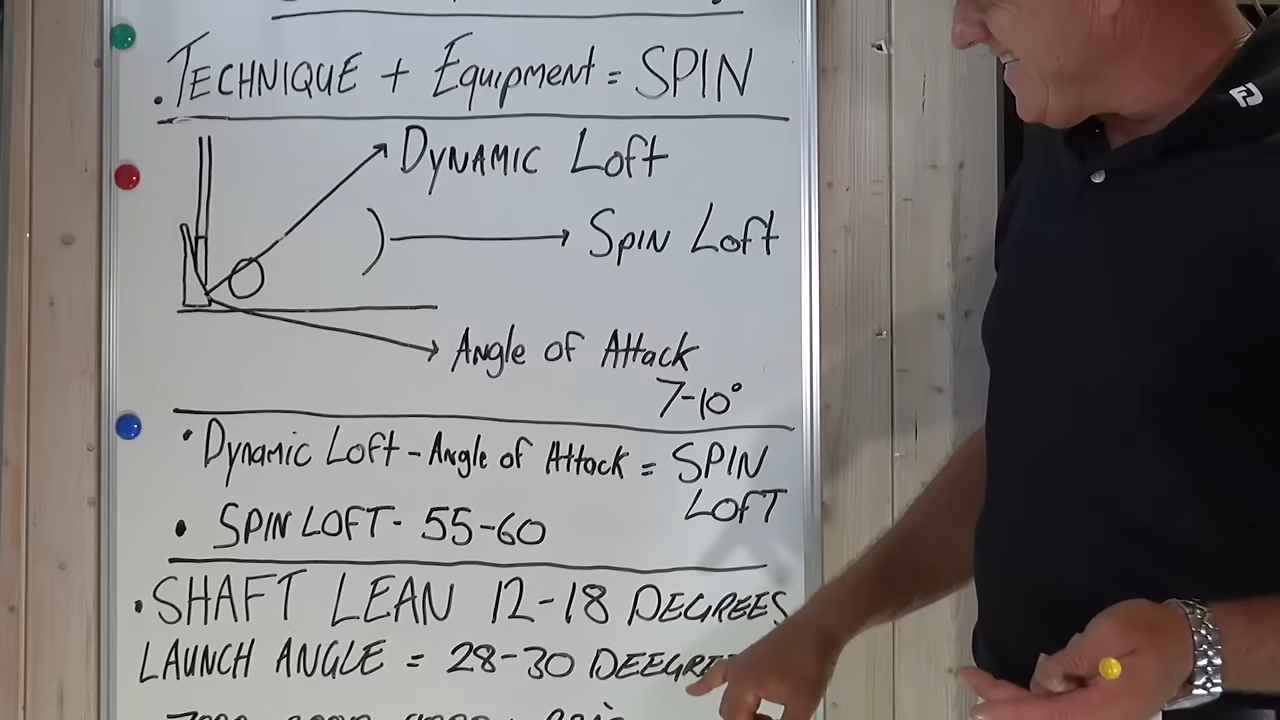 . TECHNIQUE + Equipment = SPIN
DYNAMIC Loft
SPIN Loft
Angle of Attack
7-10°
• Dynamic Loft - Angle of Attack = SPIN
LOFT
• SPIN LOFT- 55-60
• SHAFT LEAN 12-18 DEGREES
LAUNCH ANGLE = 28-30
FJ